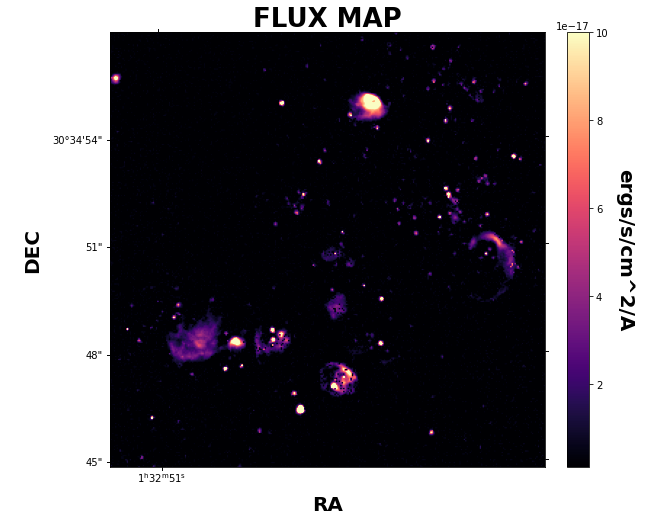 FLUX MAP
1e−17
10
8
6
4
2
ergs/s/cm^2/A
30°34'54"
51"
48"
45"
DEC
1ʰ32ᵐ51ˢ
RA